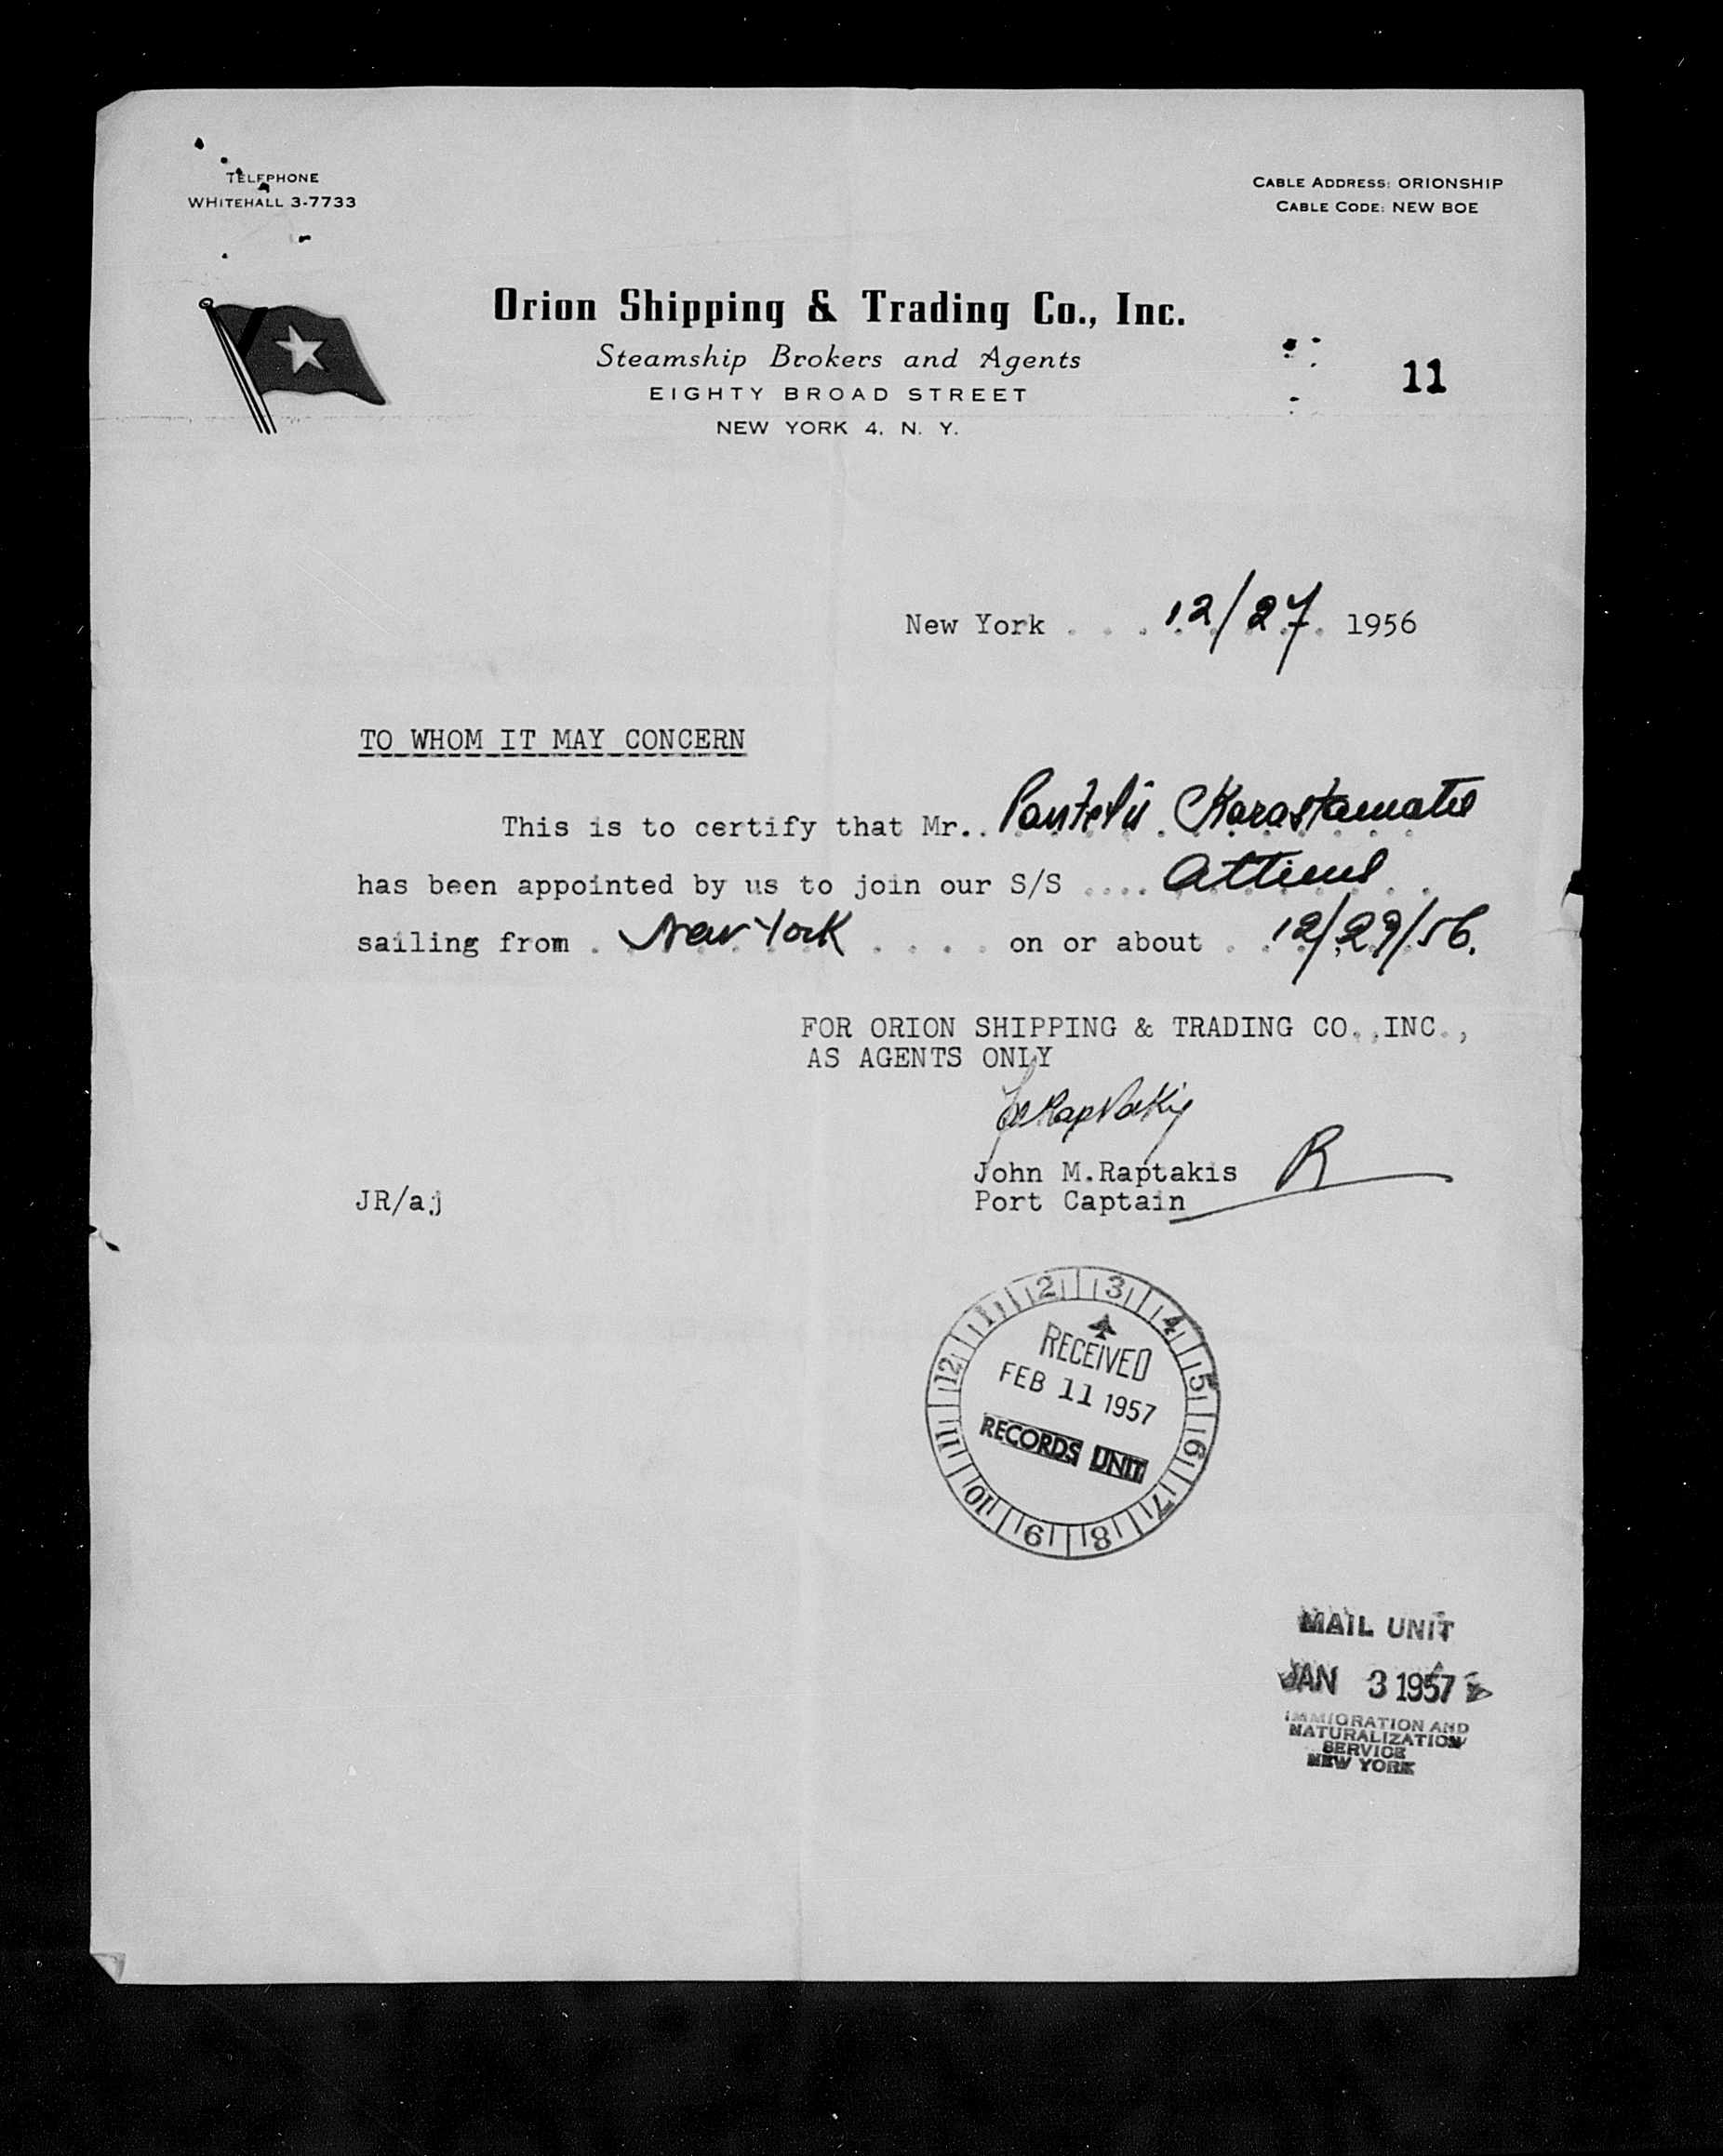 TELEPHONE
WHITEHALL 3-7733
CABLE ADDRESS: ORIONSHIP
CABLE CODE: NEW BOE
Orion Shipping & Trading Co., Inc.
Steamship Brokers and Agents
EIGHTY BROAD STREET
NEW YORK 4, N. Y.
11
New York . . . 12/27. 1956
TO WHOM IT MAY CONCERN
This is to certify that Mr.. Pantelis Karastamatis
has been appointed by us to join our S/S ....
sailing from . New York . . . . on or about . . 12/29/56.
FOR ORION SHIPPING & TRADING CO.,INC.,
AS AGENTS ONLY
John M.Raptakis R
Port Captain
JR/aj
1 2 3 4 5 6 7 8 9 10 11 12
RECEIVED
FEB 11 1957
RECORDS UNIT
MAIL UNIT
JAN 3 1957
IMMIGRATION AND
NATURALIZATION
SERVICE
NEW YORK